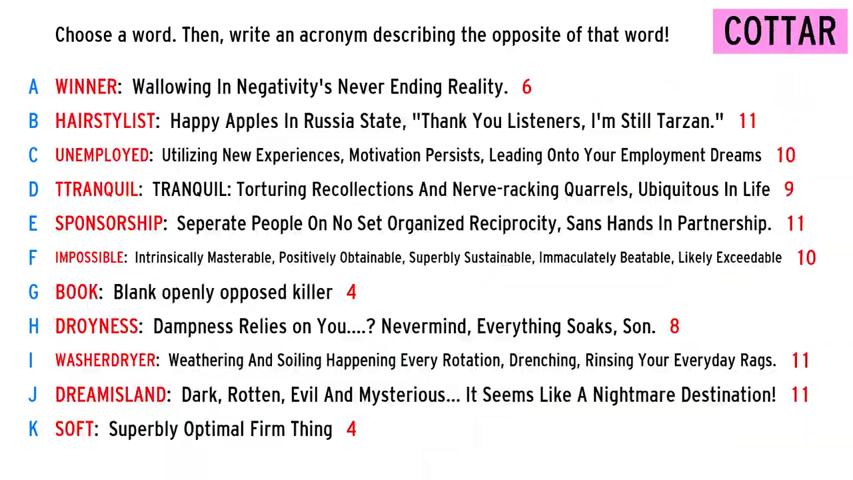 Choose a word. Then, write an acronym describing the opposite of that word!
COTTAR
A WINNER: Wallowing In Negativity's Never Ending Reality. 6
B HAIRSTYLIST: Happy Apples In Russia State, "Thank You Listeners, I'm Still Tarzan." 11
C UNEMPLOYED: Utilizing New Experiences, Motivation Persists, Leading Onto Your Employment Dreams 10
D TTRANQUIL: TRANQUIL: Torturing Recollections And Nerve-racking Quarrels, Ubiquitous In Life 9
E SPONSORSHIP: Seperate People On No Set Organized Reciprocity, Sans Hands In Partnership. 11
F IMPOSSIBLE: Intrinsically Masterable, Positively Obtainable, Superbly Sustainable, Immaculately Beatable, Likely Exceedable 10
G BOOK: Blank openly opposed killer 4
H DROYNESS: Dampness Relies on You....? Nevermind, Everything Soaks, Son. 8
I WASHERDRYER: Weathering And Soiling Happening Every Rotation, Drenching, Rinsing Your Everyday Rags. 11
J DREAMISLAND: Dark, Rotten, Evil And Mysterious... It Seems Like A Nightmare Destination! 11
K SOFT: Superbly Optimal Firm Thing 4